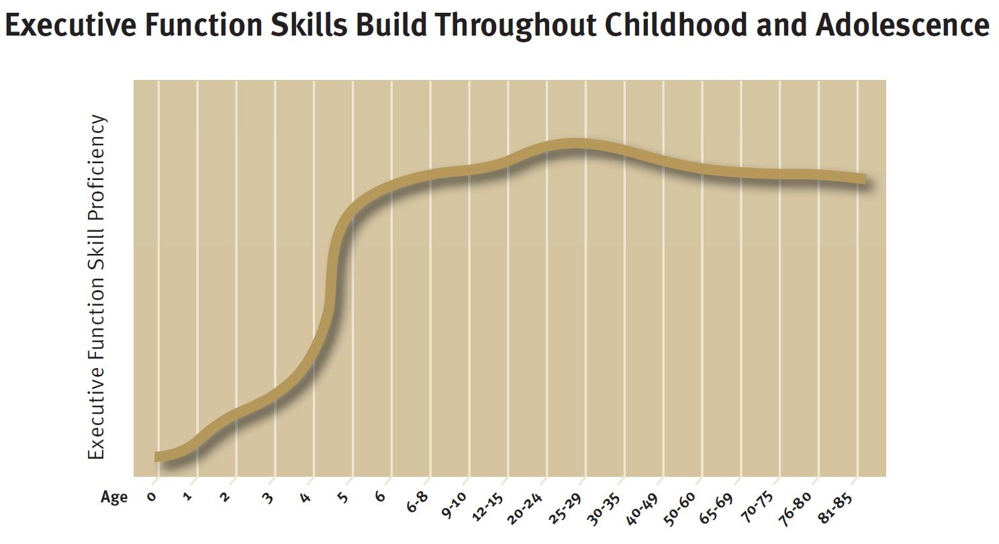 Executive Function Skills Build Throughout Childhood and Adolescence
Executive Function Skill Proficiency
Age 0 1 2 3 4 5 6 6-8 9-10 12-15 20-24 25-29 30-35 40-49 50-60 65-69 70-75 76-80 81-85